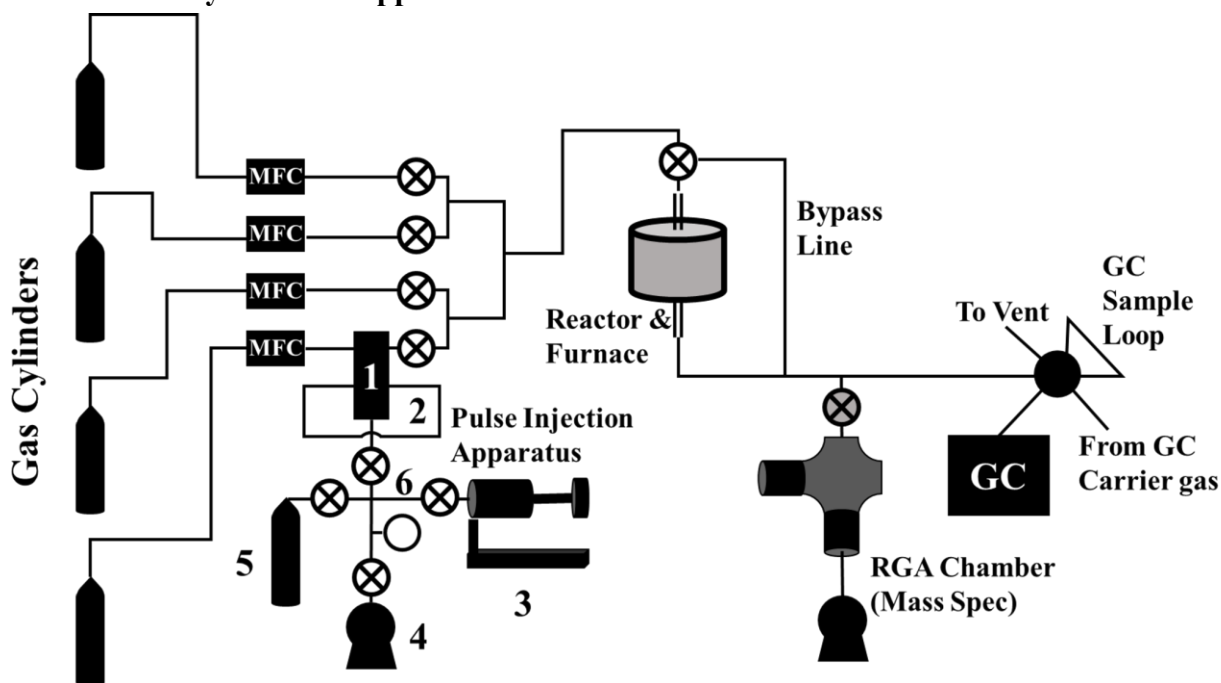 Gas Cylinders
MFC
MFC
MFC
MFC
1
2
Pulse Injection
Apparatus
6
5
3
4
Reactor &
Furnace
Bypass
Line
GC
Sample
Loop
To Vent
From GC
Carrier gas
GC
RGA Chamber
(Mass Spec)